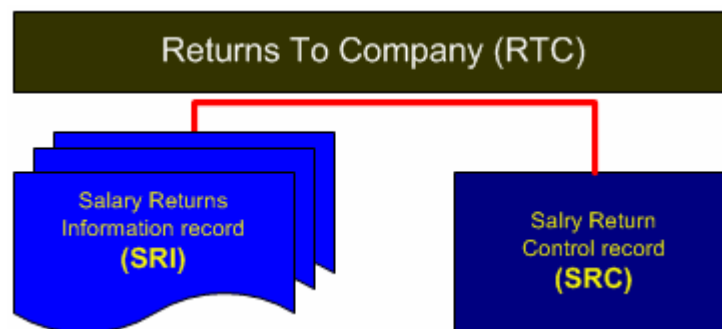 Returns To Company (RTC)
Salary Returns
Information record
(SRI)
Salry Return
Control record
(SRC)